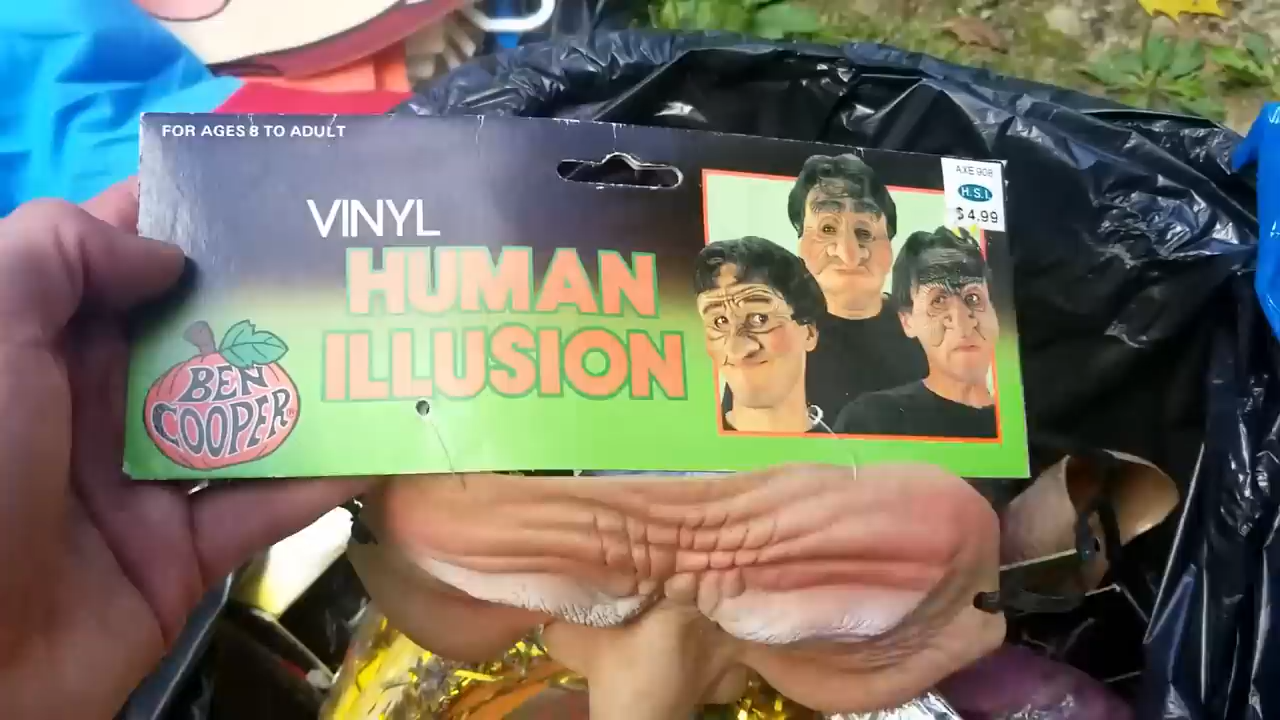 FOR AGES 8 TO ADULT
VINYL
HUMAN
ILLUSION
BEN
COOPER®
AXE 908
H.S.I.
$4.99